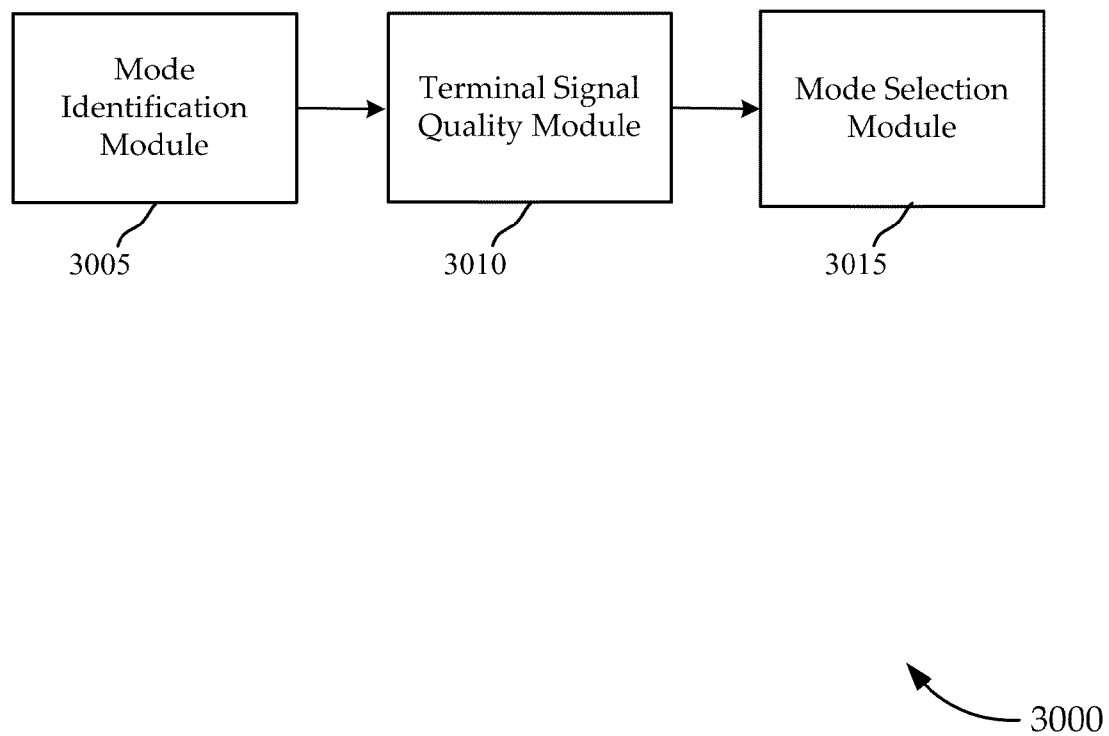 Mode
Identification
Module
Terminal Signal
Quality Module
Mode Selection
Module
3005
3010
3015
3000